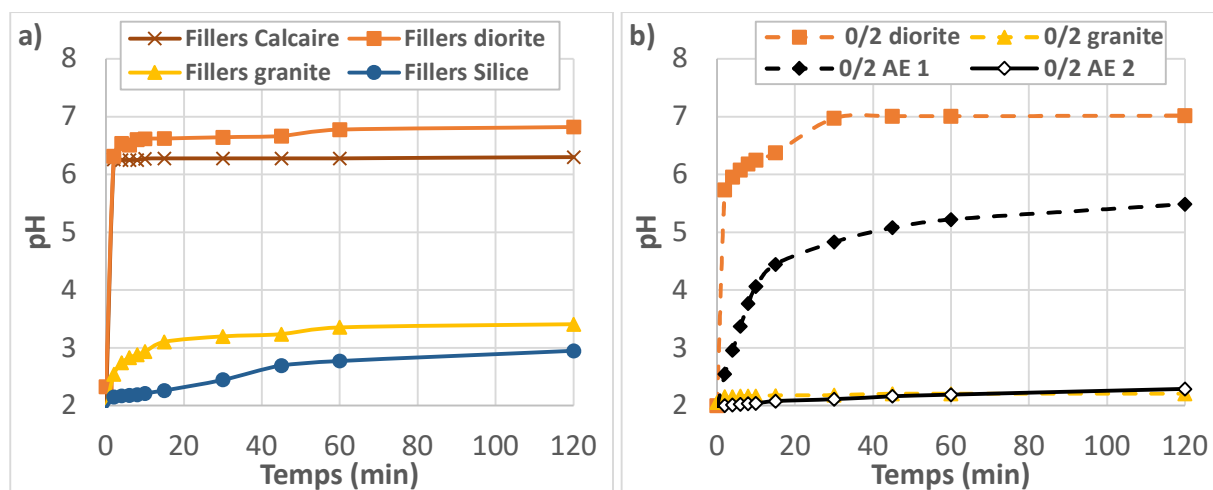 a)
Fillers Calcaire
Fillers diorite
Fillers granite
Fillers Silice
8
7
6
5
4
3
2
pH
0
20
40
60
80
100
120
Temps (min)
b)
0/2 diorite
0/2 granite
0/2 AE 1
0/2 AE 2
8
7
6
5
4
3
2
pH
0
20
40
60
80
100
120
Temps (min)